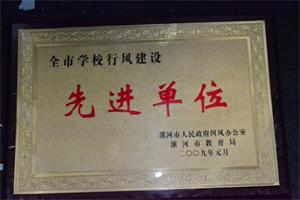 全市学校行风建设
先进单位
漯河市人民政府纠风办公室
漯河市教育局
二〇〇九年元月